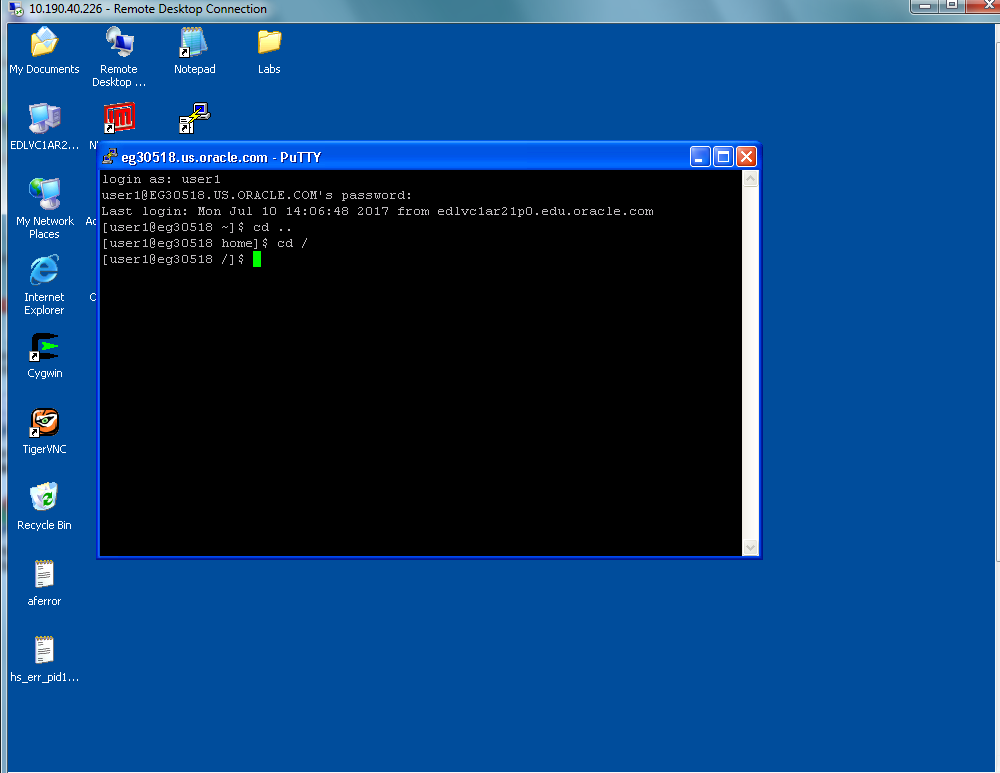 10.190.40.226 - Remote Desktop Connection
My Documents
Remote
Desktop ...
Notepad
Labs
EDLVC1AR2...
eg30518.us.oracle.com - PuTTY
login as: user1
user1@EG30518.US.ORACLE.COM's password:
Last login: Mon Jul 10 14:06:48 2017 from edlvc1ar21p0.edu.oracle.com
[user1@eg30518 ~]$ cd ..
[user1@eg30518 home]$ cd /
[user1@eg30518 /]$
My Network
Places
Internet
Explorer
Cygwin
TigerVNC
Recycle Bin
aferror
hs_err_pid1...